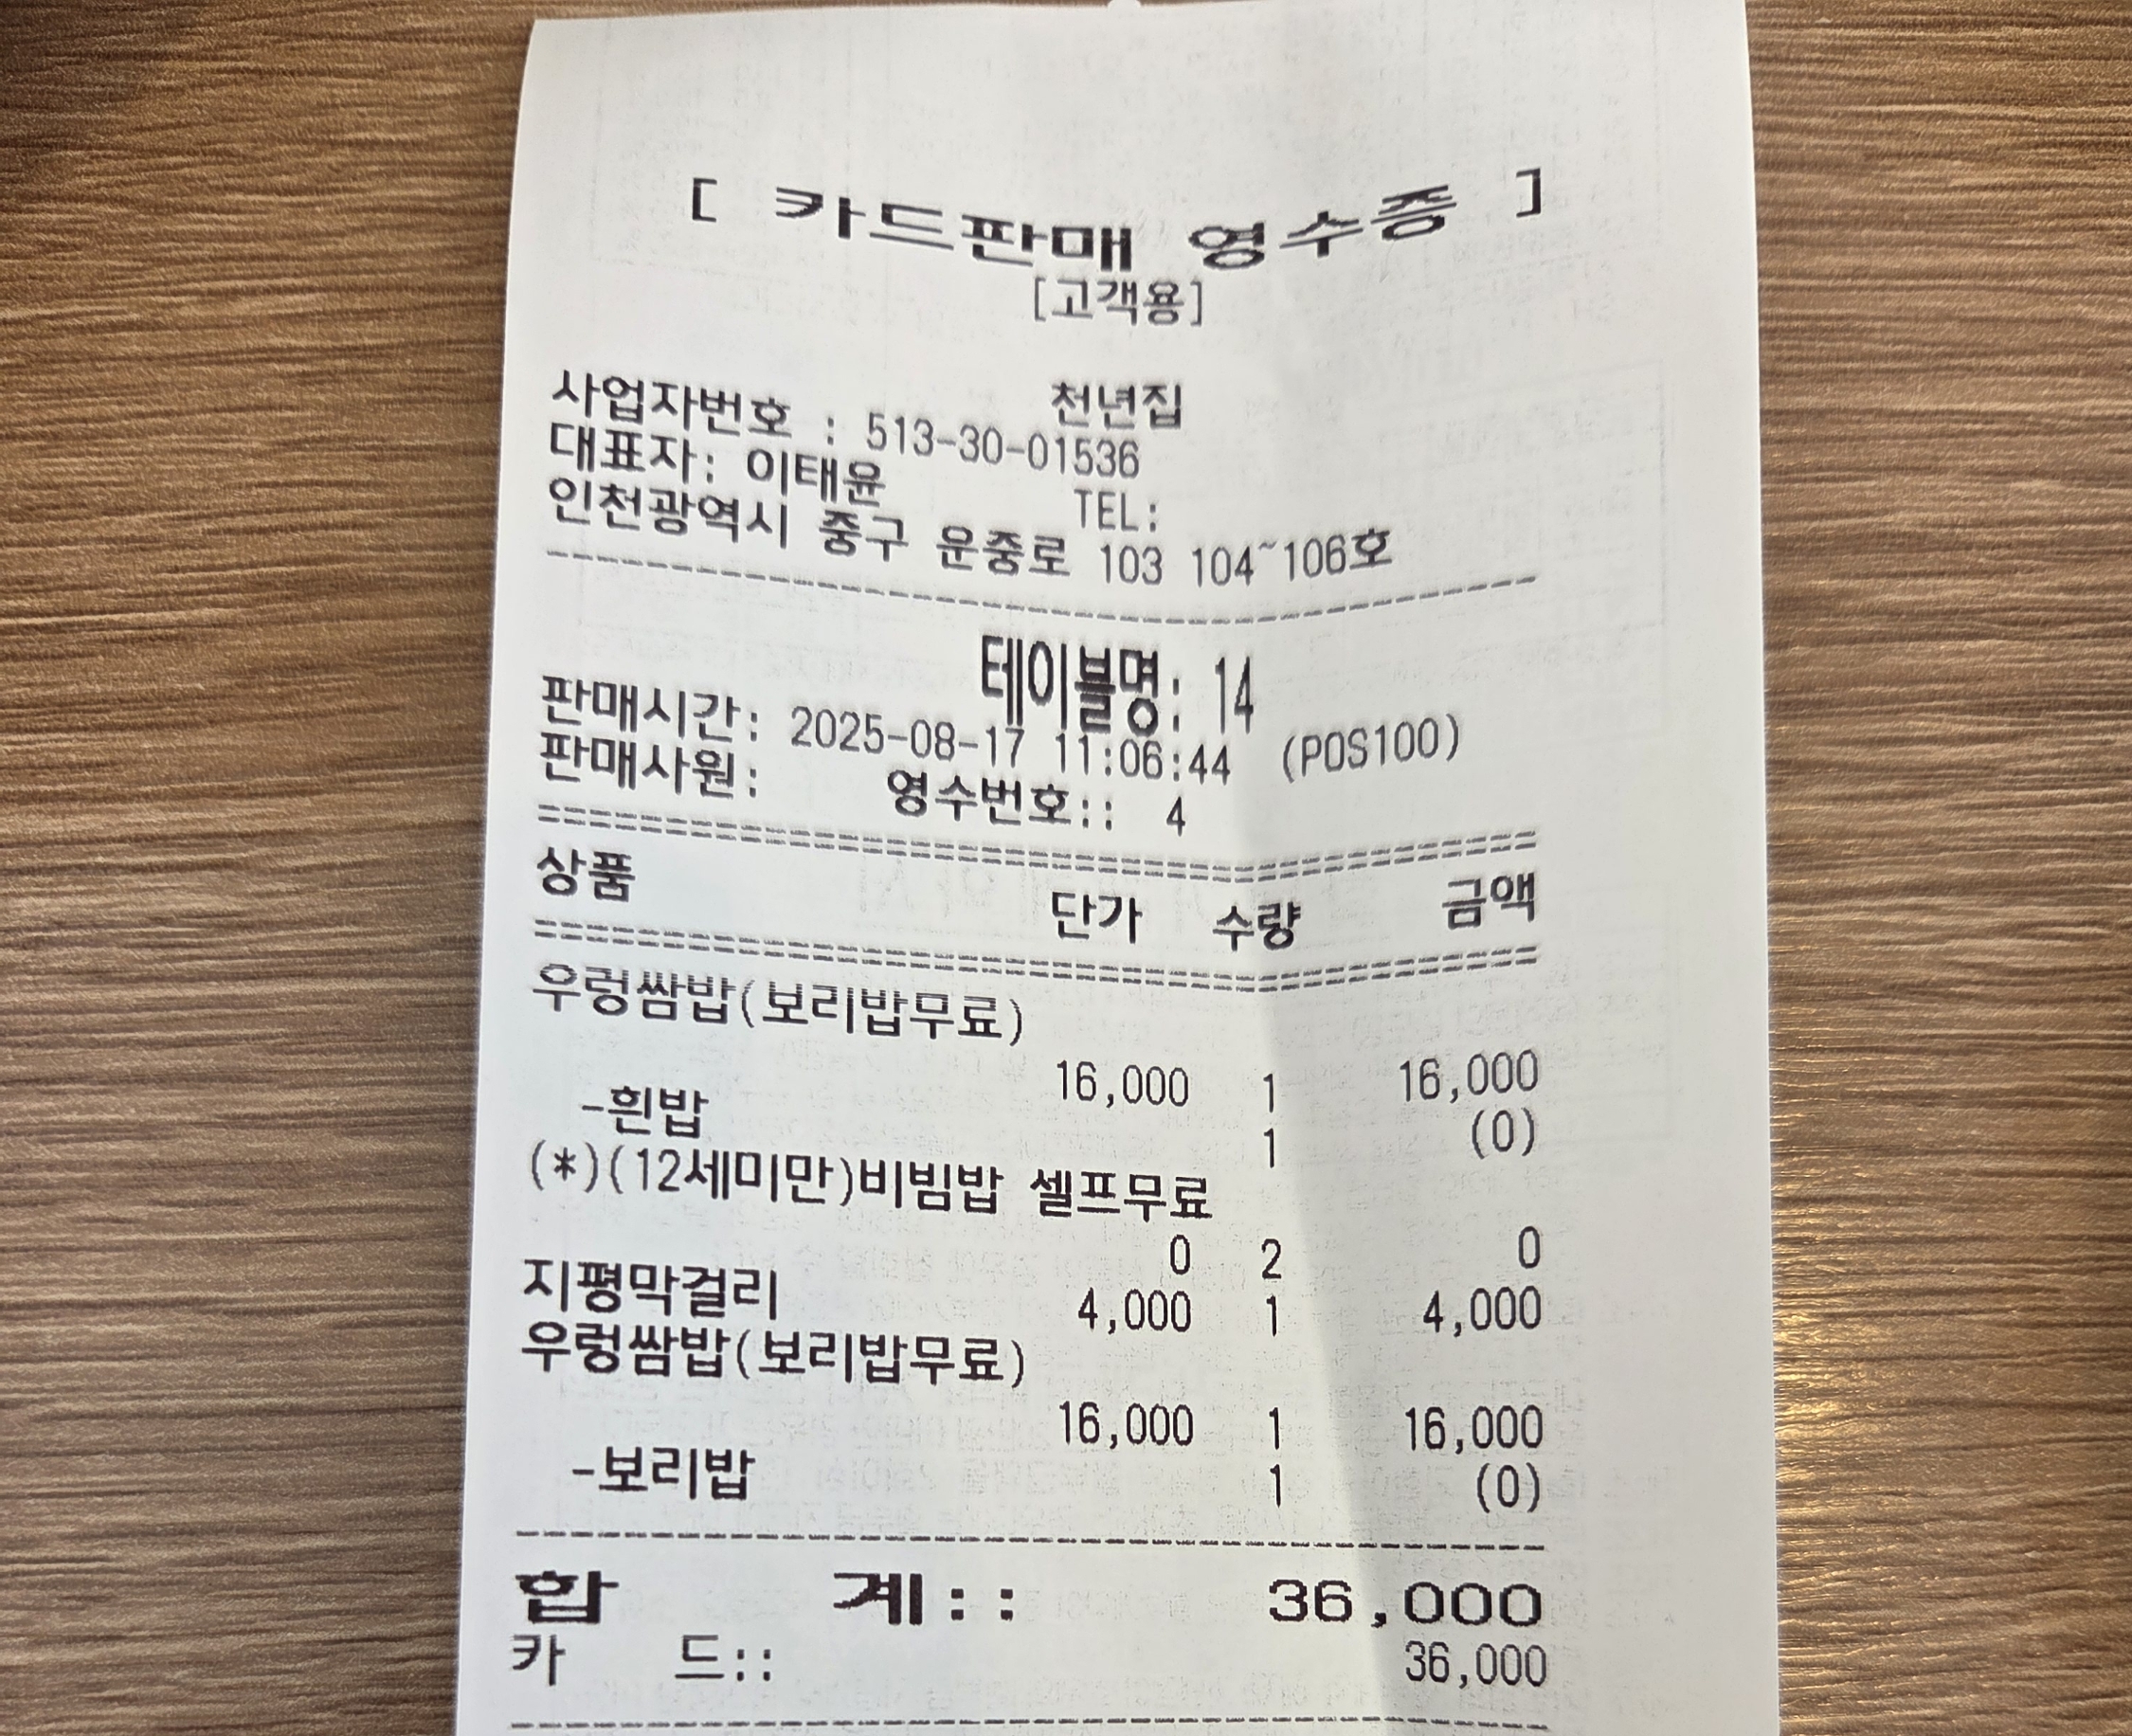 [ 카드판매 영수증 ]
[고객용]
천년집
사업자번호 : 513-30-01536
대표자: 이태윤 TEL:
인천광역시 중구 운중로 103 104~106호
테이블명: 14
판매시간: 2025-08-17 11:06:44 (POS100)
판매사원: 영수번호:: 4
상품 단가 수량 금액
우렁쌈밥(보리밥무료)
16,000 1 16,000
-흰밥 1 (0)
(*)(12세미만)비빔밥 셀프무료
0 2 0
지평막걸리 4,000 1 4,000
우렁쌈밥(보리밥무료)
16,000 1 16,000
-보리밥 1 (0)
합 계:: 36,000
카 드:: 36,000